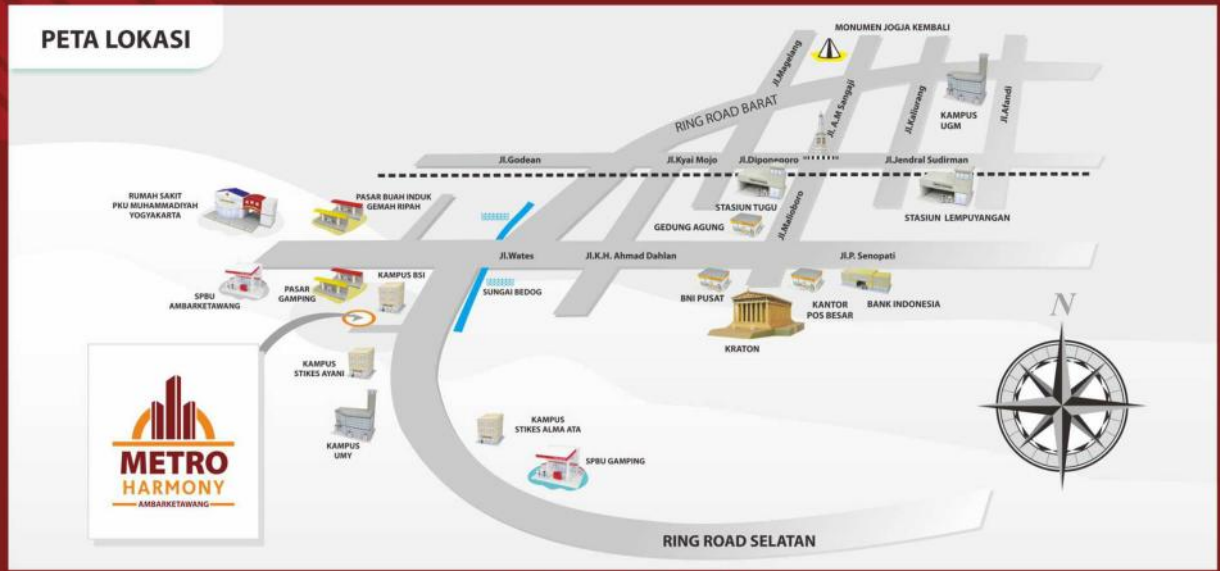 PETA LOKASI
MONUMEN JOGJA KEMBALI
Jl.Magelang
Jl. A.M Sangaji
Jl.Kaliurang
Jl.Afandi
KAMPUS
UGM
RING ROAD BARAT
Jl.Godean
Jl.Kyai Mojo
Jl.Diponegoro
Jl.Jendral Sudirman
RUMAH SAKIT
PKU MUHAMMADIYAH
YOGYAKARTA
PASAR BUAH INDUK
GEMAH RIPAH
STASIUN TUGU
STASIUN LEMPUYANGAN
GEDUNG AGUNG
Jl.Malioboro
Jl.Wates
Jl.K.H. Ahmad Dahlan
Jl.P. Senopati
SPBU
AMBARKETAWANG
PASAR
GAMPING
KAMPUS BSI
SUNGAI BEDOG
BNI PUSAT
KANTOR
POS BESAR
BANK INDONESIA
KRATON
N
KAMPUS
STIKES AYANI
KAMPUS
UMY
KAMPUS
STIKES ALMA ATA
SPBU GAMPING
METRO
HARMONY
AMBARKETAWANG
RING ROAD SELATAN